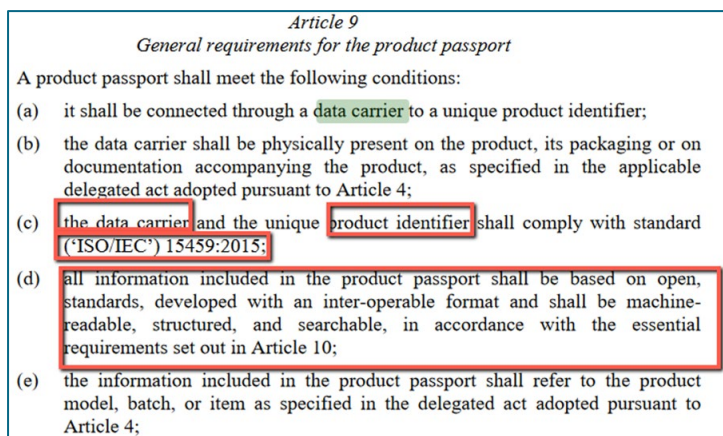 Article 9
General requirements for the product passport
A product passport shall meet the following conditions:
(a) it shall be connected through a data carrier to a unique product identifier;
(b) the data carrier shall be physically present on the product, its packaging or on
documentation accompanying the product, as specified in the applicable
delegated act adopted pursuant to Article 4;
(c) the data carrier and the unique product identifier shall comply with standard
(‘ISO/IEC’) 15459:2015;
(d) all information included in the product passport shall be based on open,
standards, developed with an inter-operable format and shall be machine-
readable, structured, and searchable, in accordance with the essential
requirements set out in Article 10;
(e) the information included in the product passport shall refer to the product
model, batch, or item as specified in the delegated act adopted pursuant to
Article 4;